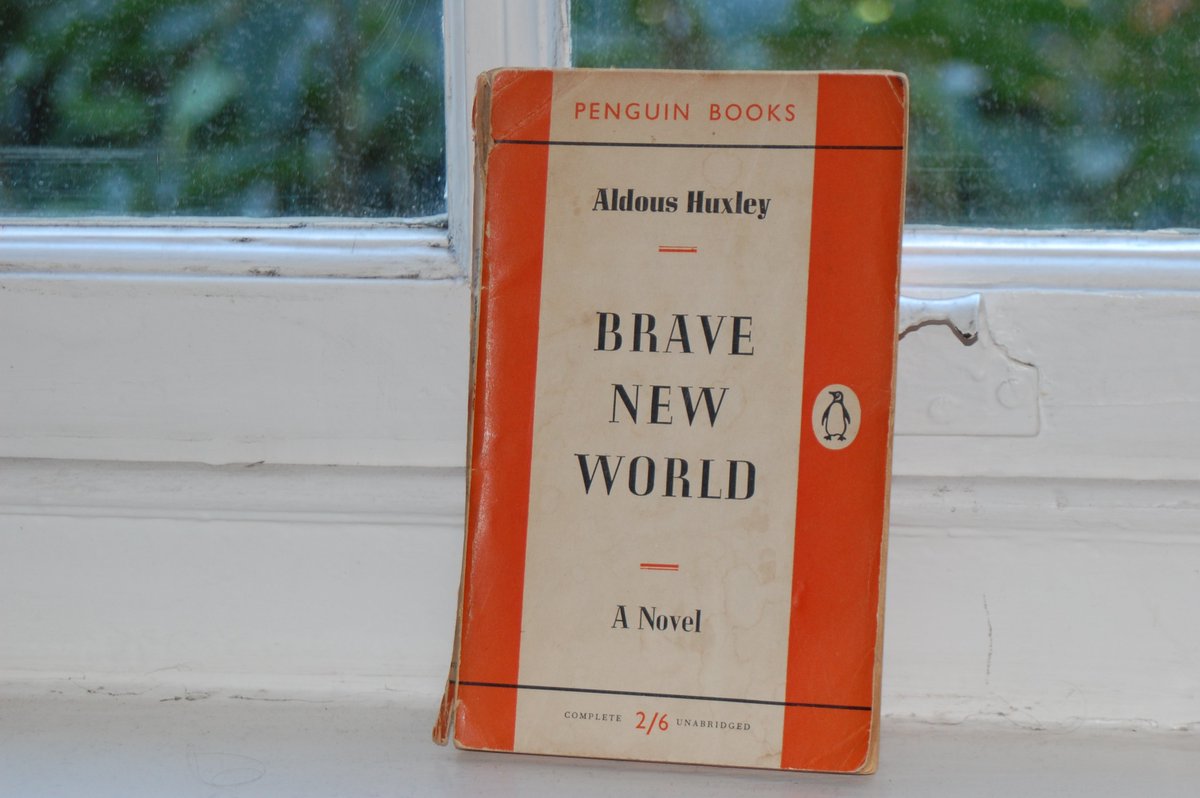 PENGUIN BOOKS
Aldous Huxley
BRAVE
NEW
WORLD
A Novel
COMPLETE 2/6 UNABRIDGED